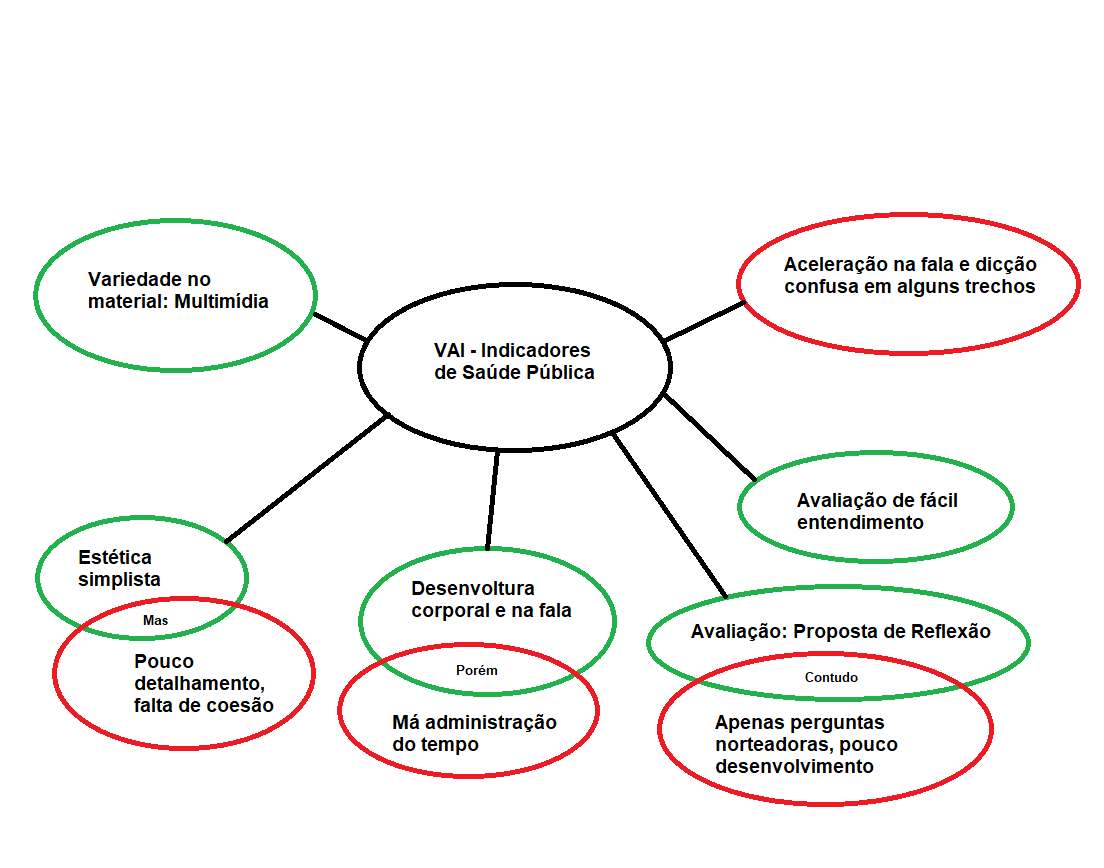 Variedade no
material: Multimídia
Aceleração na fala e dicção
confusa em alguns trechos
VAI - Indicadores
de Saúde Pública
Avaliação de fácil
entendimento
Estética
simplista
Mas
Pouco
detalhamento,
falta de coesão
Desenvoltura
corporal e na fala
Porém
Má administração
do tempo
Avaliação: Proposta de Reflexão
Contudo
Apenas perguntas
norteadoras, pouco
desenvolvimento